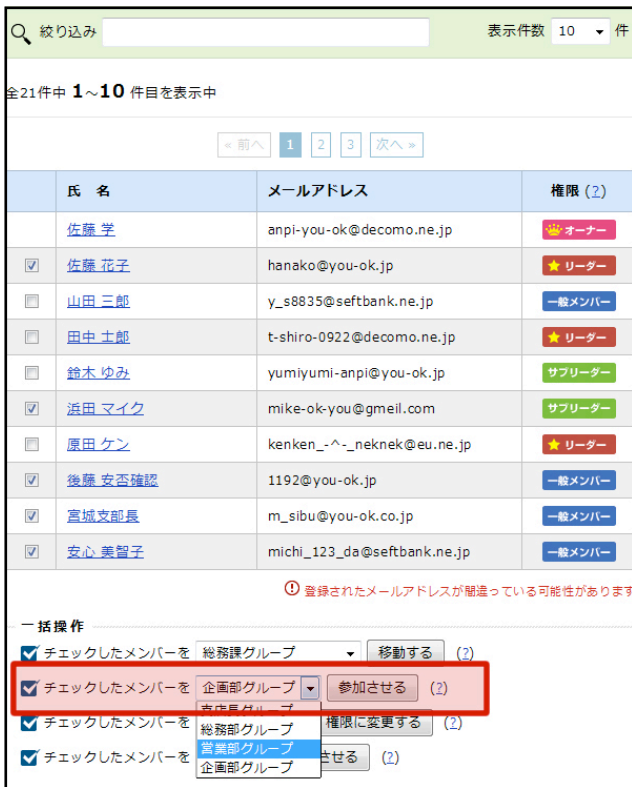 絞り込み 表示件数 10 件
全21件中 1～10 件目を表示中
« 前へ 1 2 3 次へ »
氏 名 メールアドレス 権限 (?)
佐藤 学 anpi-you-ok@decomo.ne.jp オーナー
佐藤 花子 hanako@you-ok.jp リーダー
山田 三郎 y_s8835@seftbank.ne.jp 一般メンバー
田中 士郎 t-shiro-0922@decomo.ne.jp リーダー
鈴木 ゆみ yumiyumi-anpi@you-ok.jp サブリーダー
浜田 マイク mike-ok-you@gmeil.com サブリーダー
原田 ケン kenken_-^-_neknek@eu.ne.jp リーダー
後藤 安否確認 1192@you-ok.jp 一般メンバー
宮城支部長 m_sibu@you-ok.co.jp 一般メンバー
安心 美智子 michi_123_da@seftbank.ne.jp 一般メンバー
登録されたメールアドレスが間違っている可能性があります
一括操作
チェックしたメンバーを 総務課グループ 移動する (?)
チェックしたメンバーを 企画部グループ 参加させる (?)
支店長グループ
チェックしたメンバーを 総務部グループ 権限に変更する (?)
営業部グループ
チェックしたメンバーを 企画部グループ させる (?)